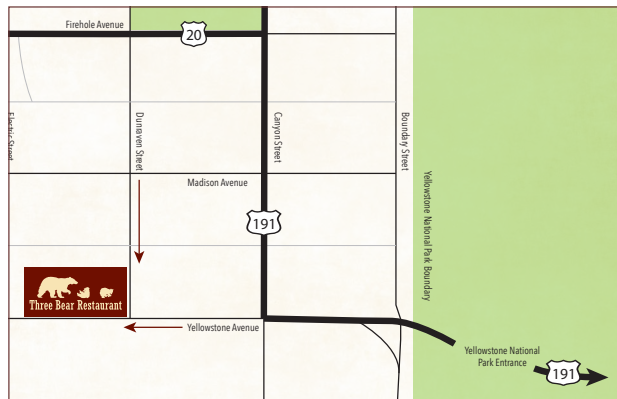 Firehole Avenue
20
Electric Street
Dunraven Street
Canyon Street
Boundary Street
Madison Avenue
Yellowstone National Park Boundary
191
Three Bear Restaurant
Yellowstone Avenue
Yellowstone National
Park Entrance
191